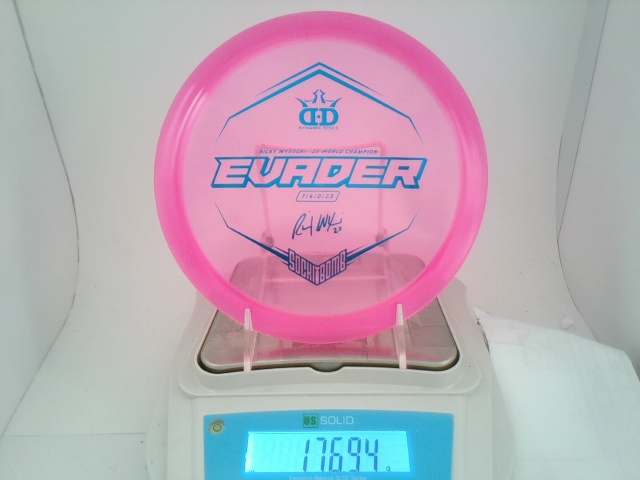 DYNAMIC DISCS
RICKY WYSOCKI - 2X WORLD CHAMPION
EVADER
7/4/0/2.5
SOCKIBOMB
US SOLID
176.94 g